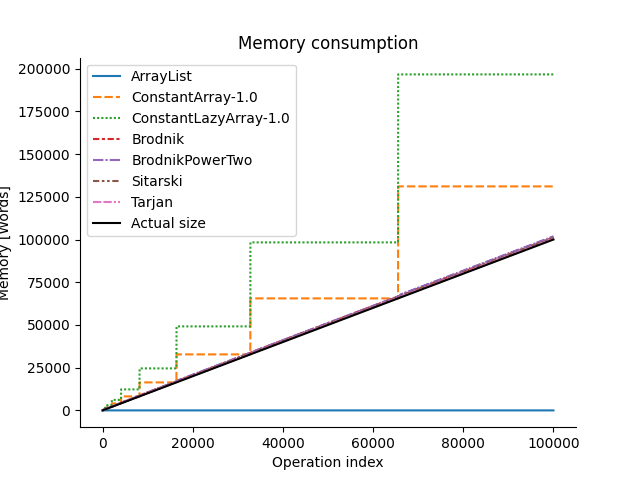 Memory consumption
200000
175000
150000
125000
100000
75000
50000
25000
0
Memory [Words]
ArrayList
ConstantArray-1.0
ConstantLazyArray-1.0
Brodnik
BrodnikPowerTwo
Sitarski
Tarjan
Actual size
0
20000
40000
60000
80000
100000
Operation index